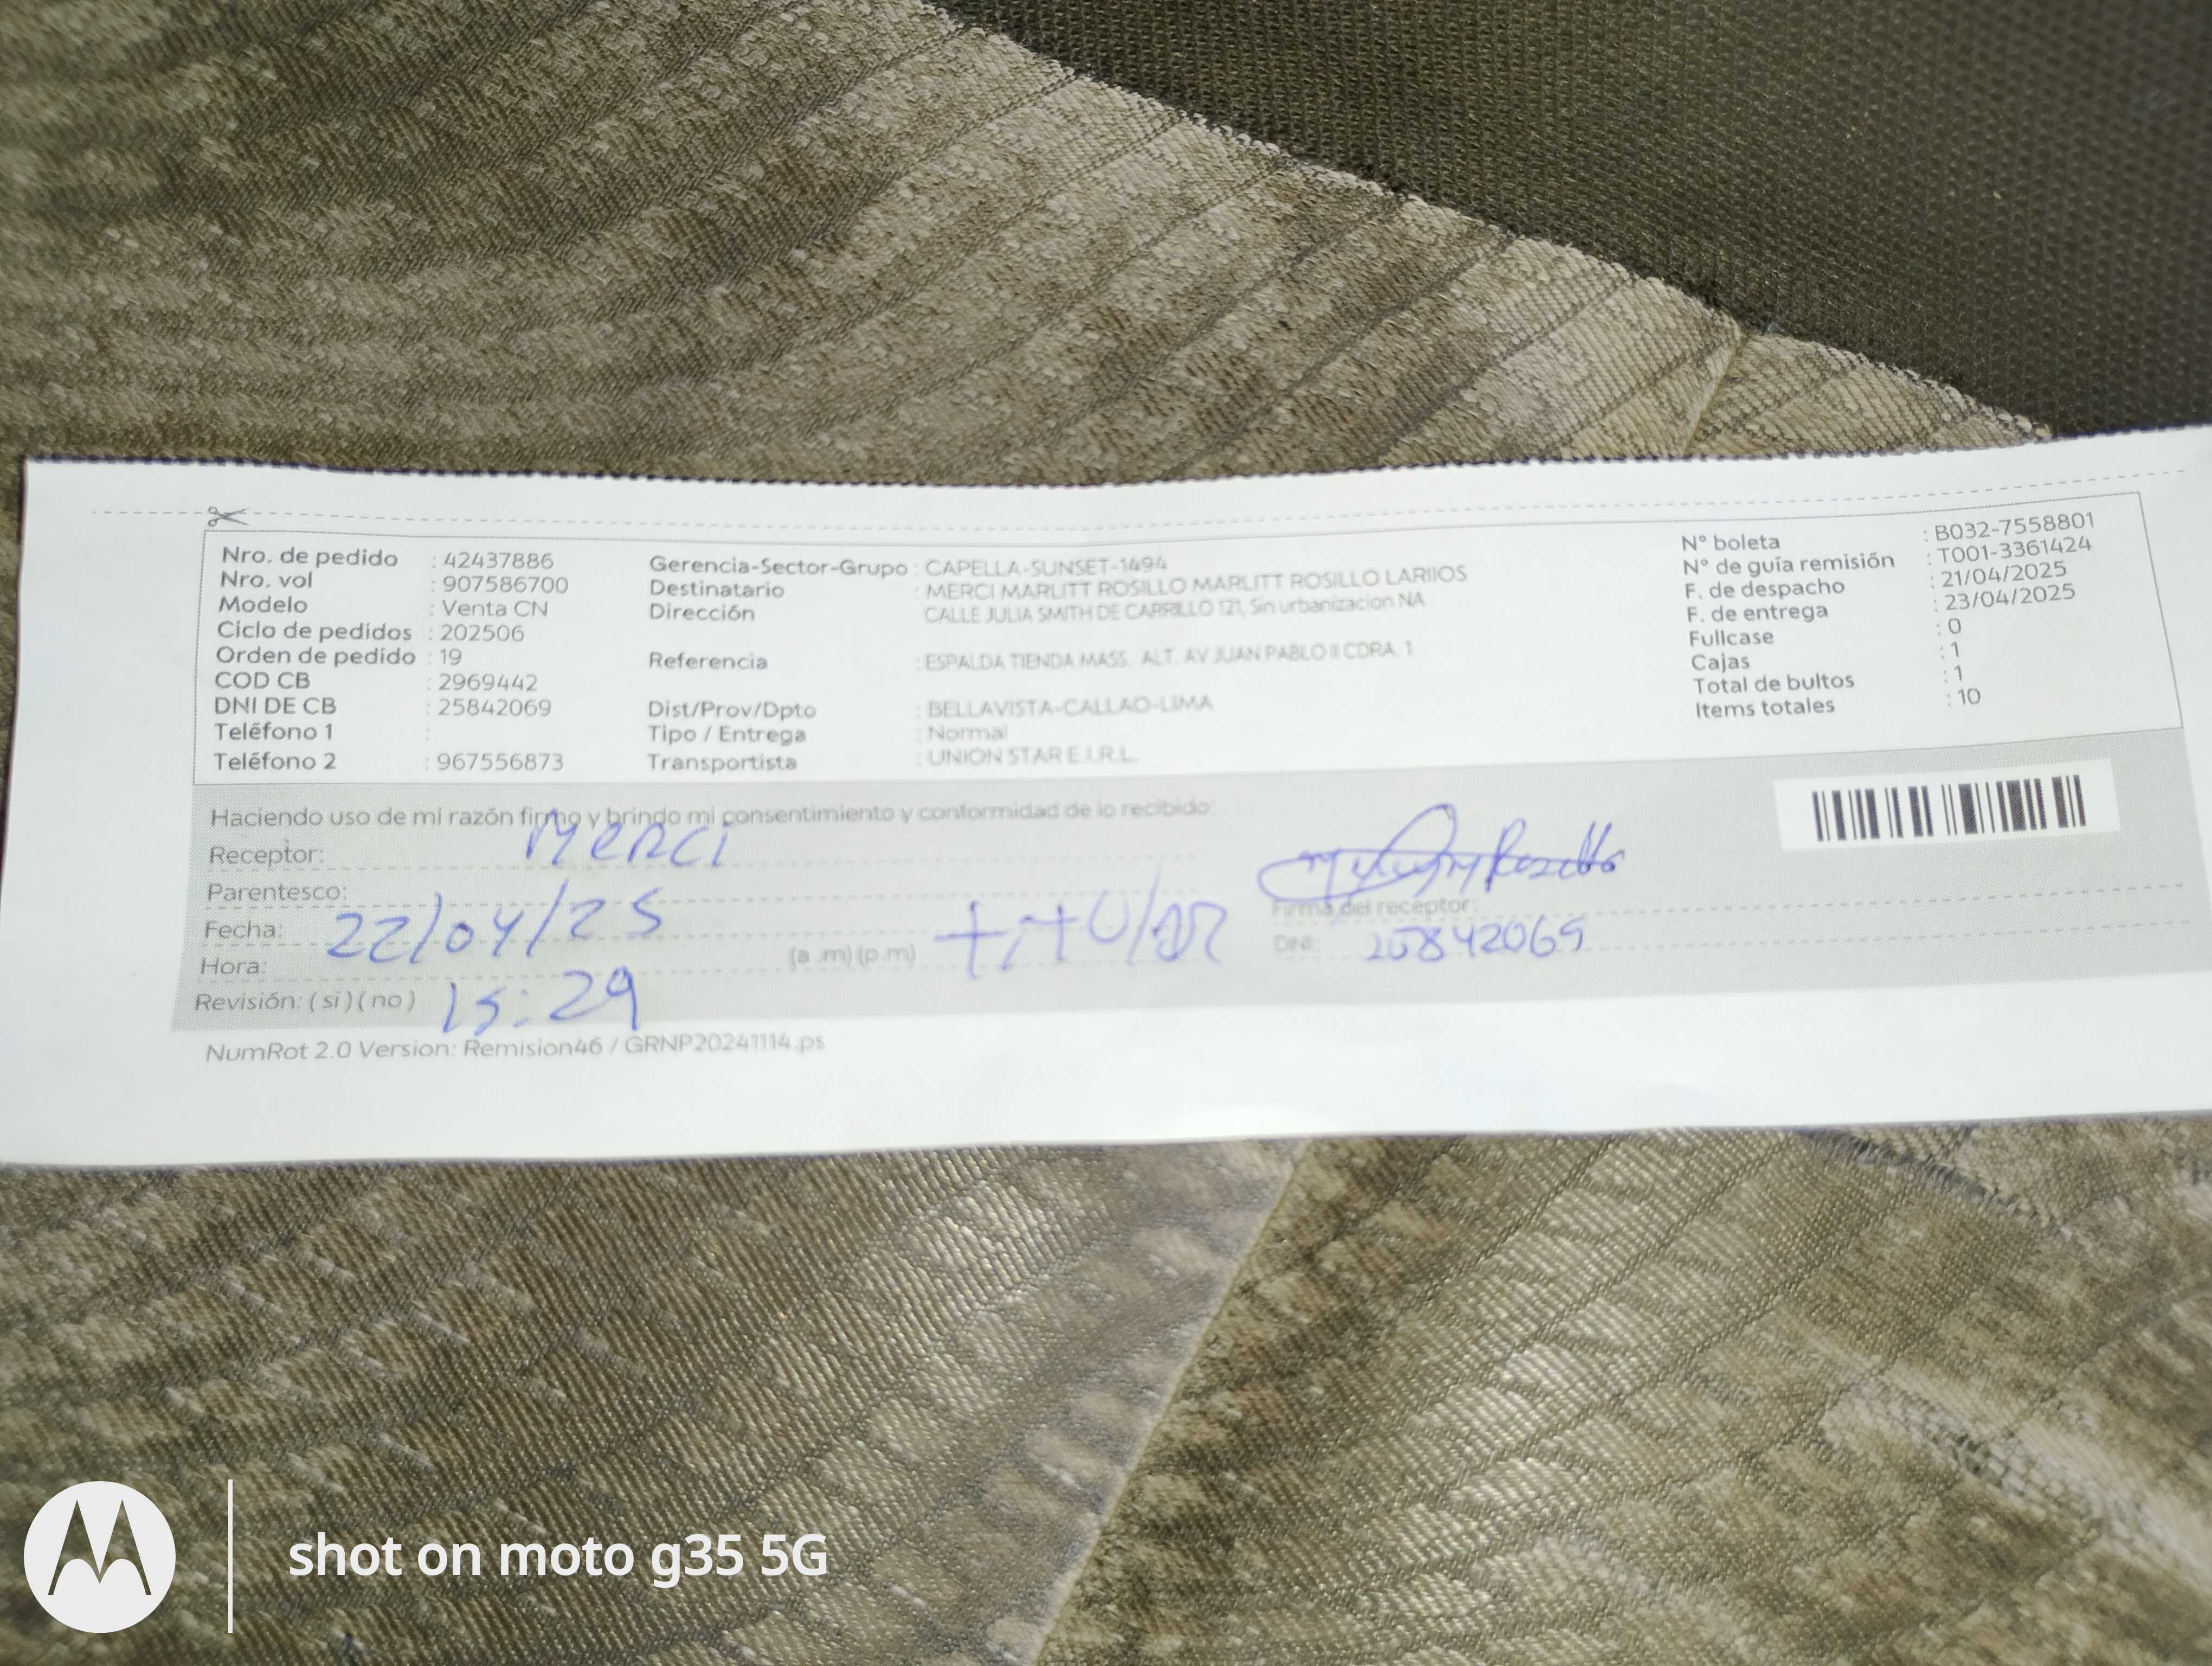 Nro. de pedido : 42437886
Nro. vol : 907586700
Modelo : Venta CN
Ciclo de pedidos : 202506
Orden de pedido : 19
COD CB : 2969442
DNI DE CB : 25842069
Teléfono 1 :
Teléfono 2 : 967556873
Gerencia-Sector-Grupo : CAPELLA-SUNSET-1494
Destinatario : MERCI MARLITT ROSILLO MARLITT ROSILLO LARIIOS
Dirección CALLE JULIA SMITH DE CARRILLO 121, Sin urbanizacion NA
Referencia : ESPALDA TIENDA MASS. ALT. AV JUAN PABLO II CDRA. 1
Dist/Prov/Dpto : BELLAVISTA-CALLAO-LIMA
Tipo / Entrega : Normal
Transportista : UNION STAR E.I.R.L.
N° boleta : B032-7558801
N° de guía remisión : T001-3361424
F. de despacho : 21/04/2025
F. de entrega : 23/04/2025
Fullcase : 0
Cajas : 1
Total de bultos : 1
Items totales : 10
Haciendo uso de mi razón firmo y brindo mi consentimiento y conformidad de lo recibido:
Receptor: Merci
Parentesco:
Fecha: 22/04/25
Hora: (a .m) (p.m)
Revisión: ( si ) ( no ) 15:29
Firma del receptor:
DNI: 25842069
NumRot 2.0 Version: Remision46 / GRNP20241114.ps
shot on moto g35 5G